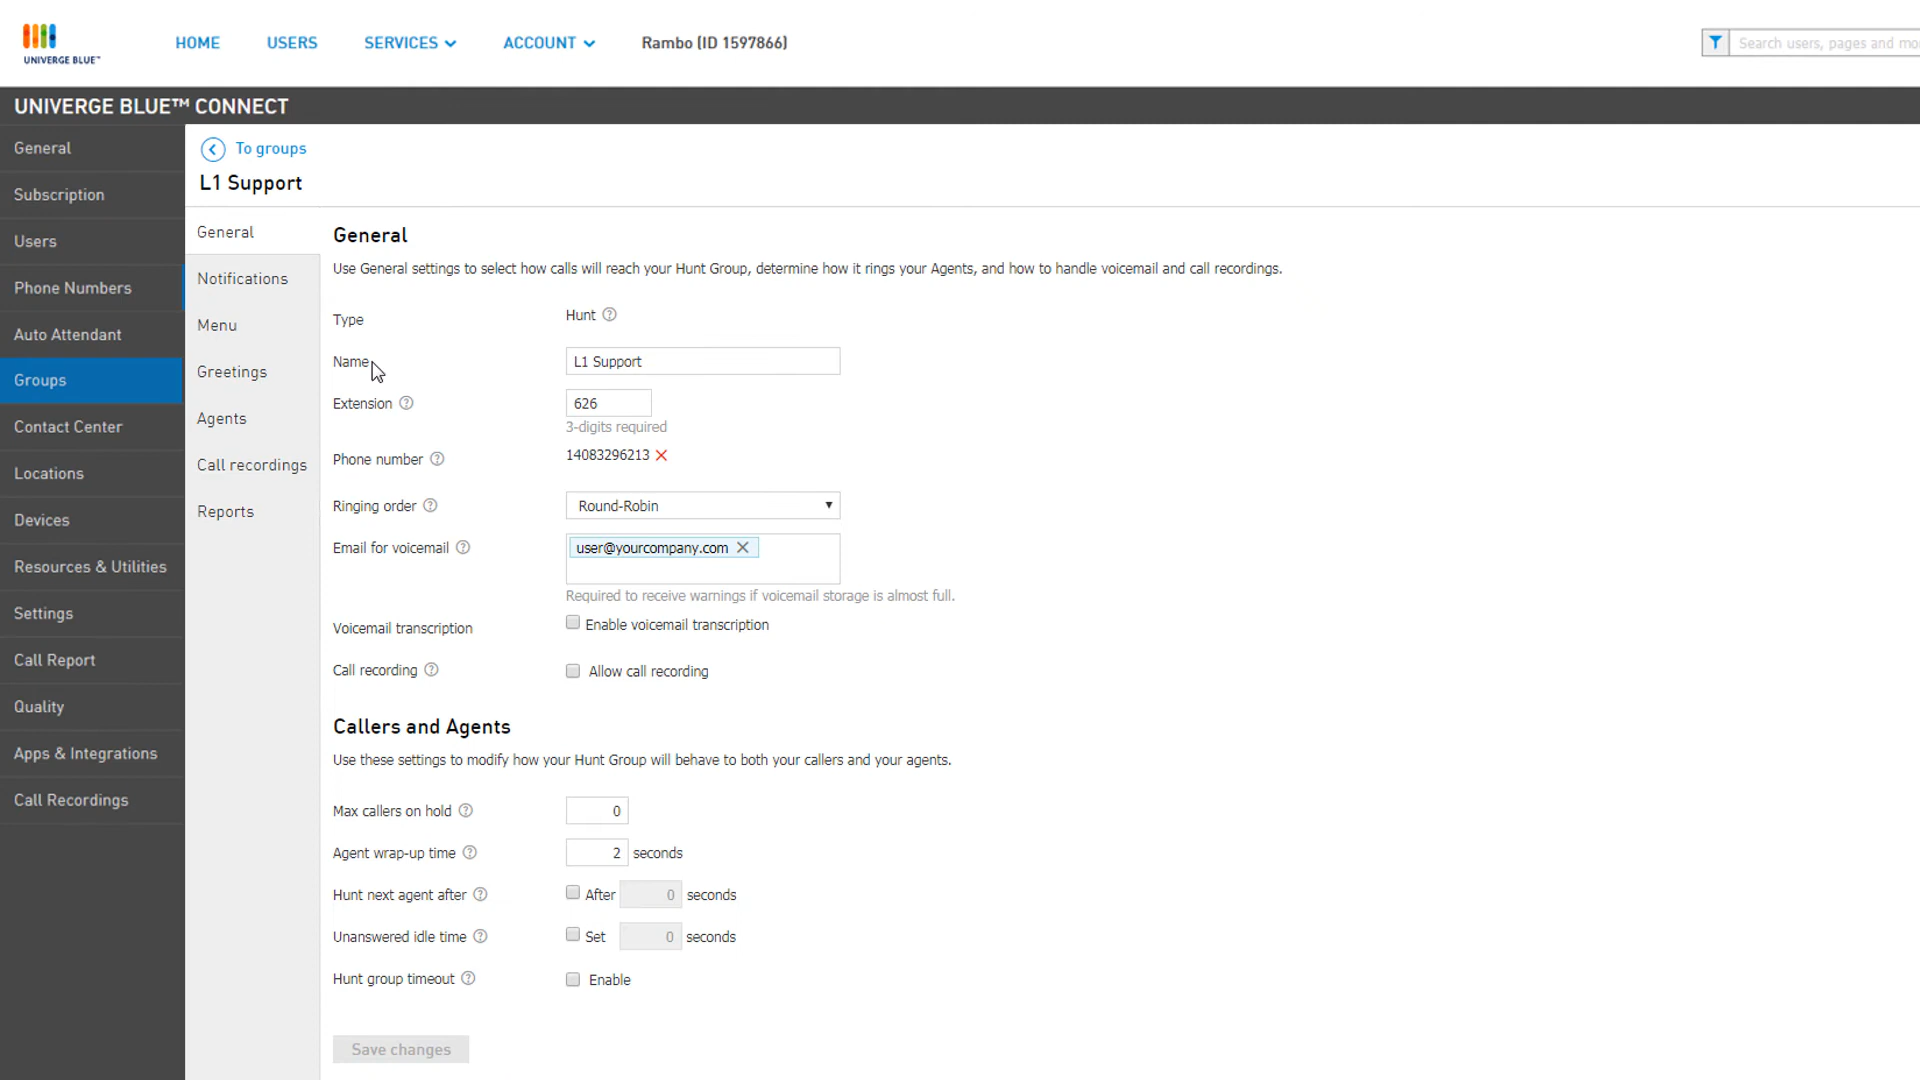 UNIVERGE BLUE™
HOME USERS SERVICES ACCOUNT Rambo (ID 1597866)
Search users, pages and mo
UNIVERGE BLUE™ CONNECT
General
Subscription
Users
Phone Numbers
Auto Attendant
Groups
Contact Center
Locations
Devices
Resources & Utilities
Settings
Call Report
Quality
Apps & Integrations
Call Recordings
To groups
L1 Support
General
Notifications
Menu
Greetings
Agents
Call recordings
Reports
General
Use General settings to select how calls will reach your Hunt Group, determine how it rings your Agents, and how to handle voicemail and call recordings.
Type Hunt ?
Name L1 Support
Extension ? 626
3-digits required
Phone number ? 14083296213
Ringing order ? Round-Robin
Email for voicemail ? user@yourcompany.com
Required to receive warnings if voicemail storage is almost full.
Voicemail transcription Enable voicemail transcription
Call recording ? Allow call recording
Callers and Agents
Use these settings to modify how your Hunt Group will behave to both your callers and your agents.
Max callers on hold ? 0
Agent wrap-up time ? 2 seconds
Hunt next agent after ? After 0 seconds
Unanswered idle time ? Set 0 seconds
Hunt group timeout ? Enable
Save changes